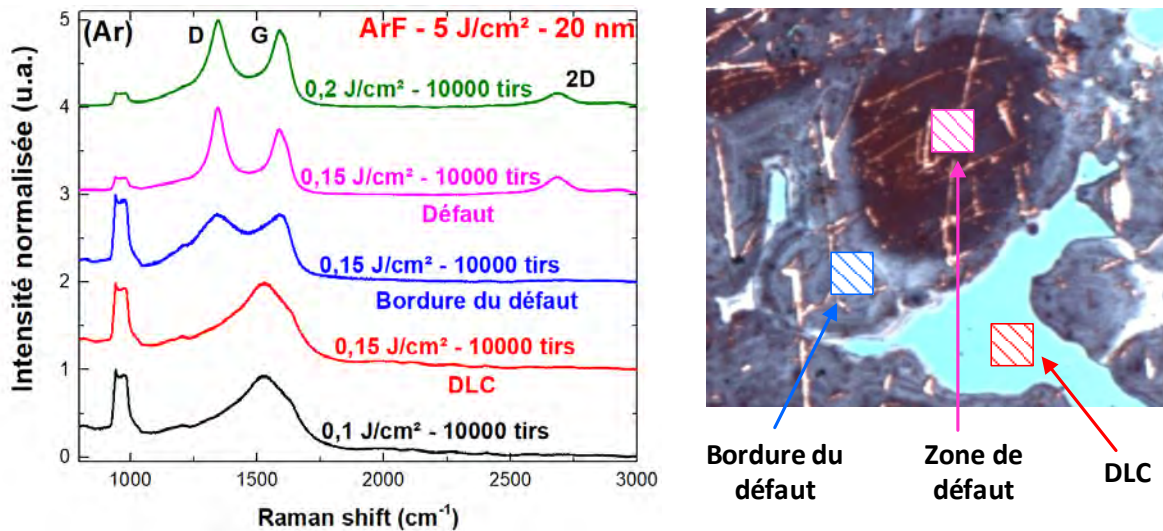 (Ar)
D
G
ArF - 5 J/cm² - 20 nm
2D
0,2 J/cm² - 10000 tirs
0,15 J/cm² - 10000 tirs
Défaut
0,15 J/cm² - 10000 tirs
Bordure du défaut
0,15 J/cm² - 10000 tirs
DLC
0,1 J/cm² - 10000 tirs
Intensité normalisée (u.a.)
5
4
3
2
1
0
1000
1500
2000
2500
3000
Raman shift (cm⁻¹)
Bordure du
défaut
Zone de
défaut
DLC